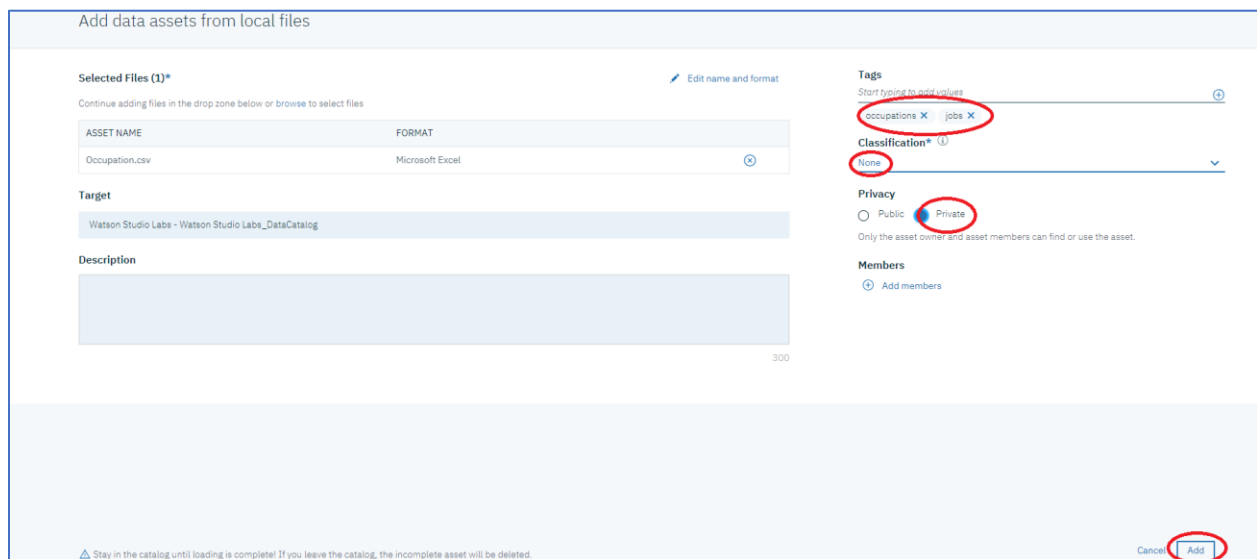 Add data assets from local files
Selected Files (1)*
Edit name and format
Continue adding files in the drop zone below or browse to select files
ASSET NAME FORMAT
Occupation.csv Microsoft Excel
Target
Watson Studio Labs - Watson Studio Labs_DataCatalog
Description
300
Tags
Start typing to add values
occupations jobs
Classification*
None
Privacy
Public Private
Only the asset owner and asset members can find or use the asset.
Members
Add members
Stay in the catalog until loading is complete! If you leave the catalog, the incomplete asset will be deleted.
Cancel Add